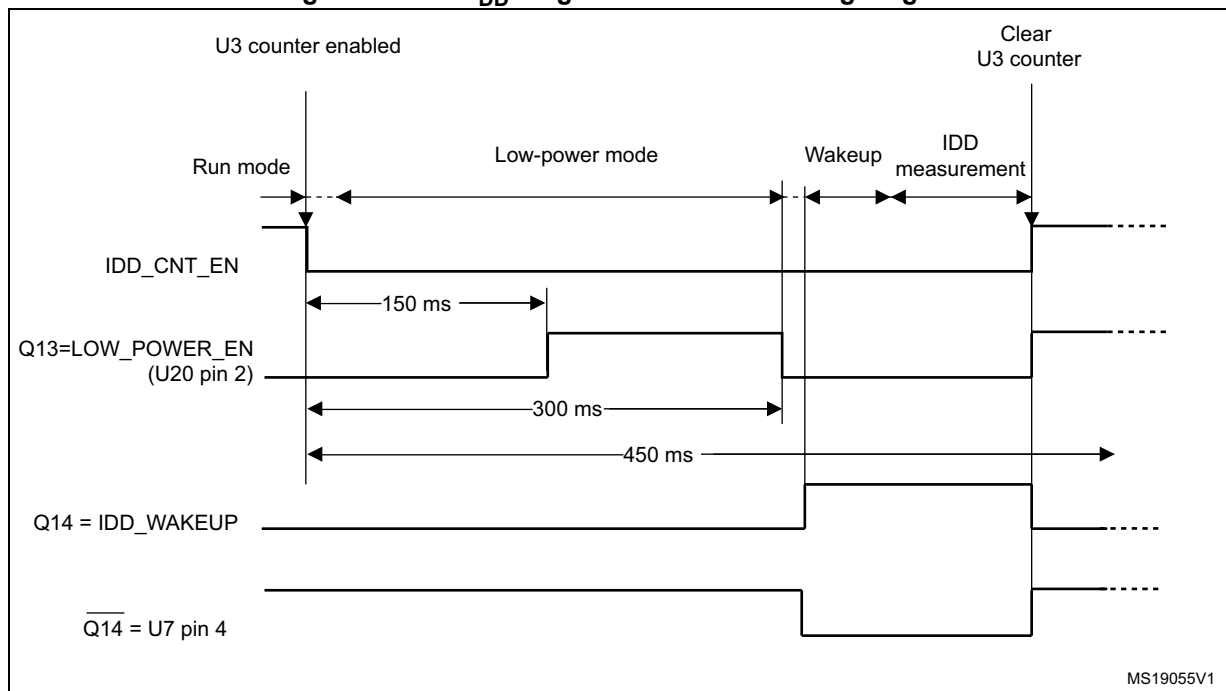 DD
U3 counter enabled
Clear
U3 counter
Run mode
Low-power mode
Wakeup
IDD
measurement
IDD_CNT_EN
150 ms
Q13=LOW_POWER_EN
(U20 pin 2)
300 ms
450 ms
Q14 = IDD_WAKEUP
Q14 = U7 pin 4
MS19055V1